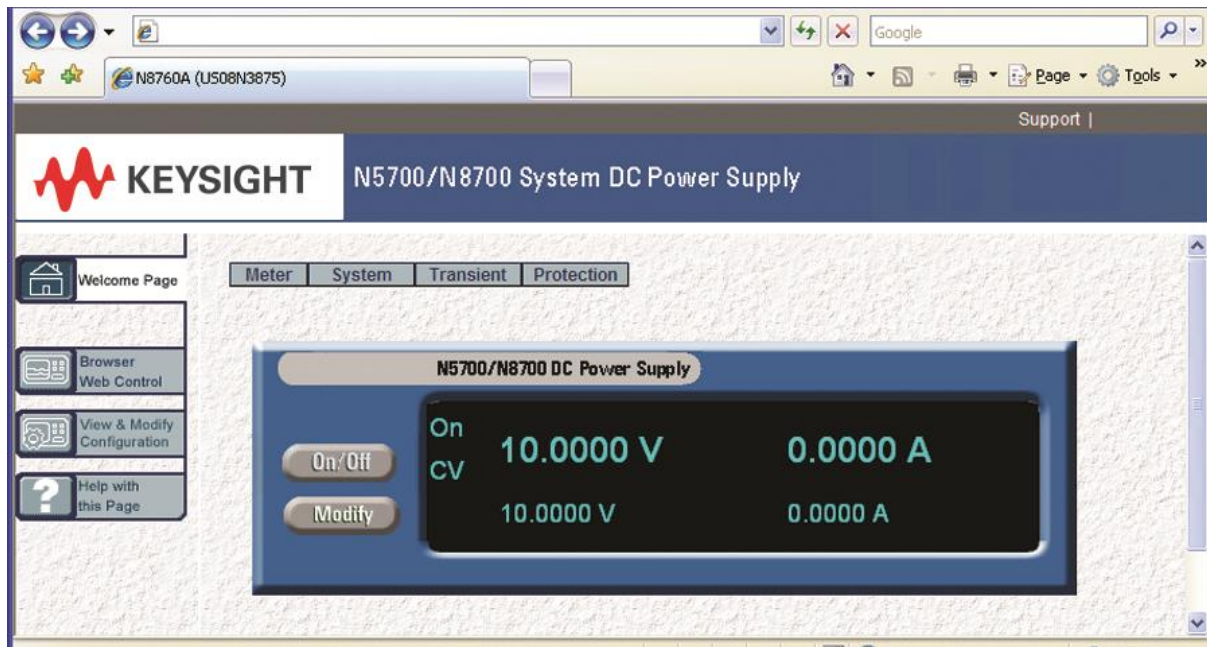 Google
N8760A (US08N3875)
Page
Tools
»
Support |
KEYSIGHT
N5700/N8700 System DC Power Supply
Welcome Page
Meter
System
Transient
Protection
Browser
Web Control
View & Modify
Configuration
Help with
this Page
N5700/N8700 DC Power Supply
On/Off
Modify
On
CV
10.0000 V
0.0000 A
10.0000 V
0.0000 A